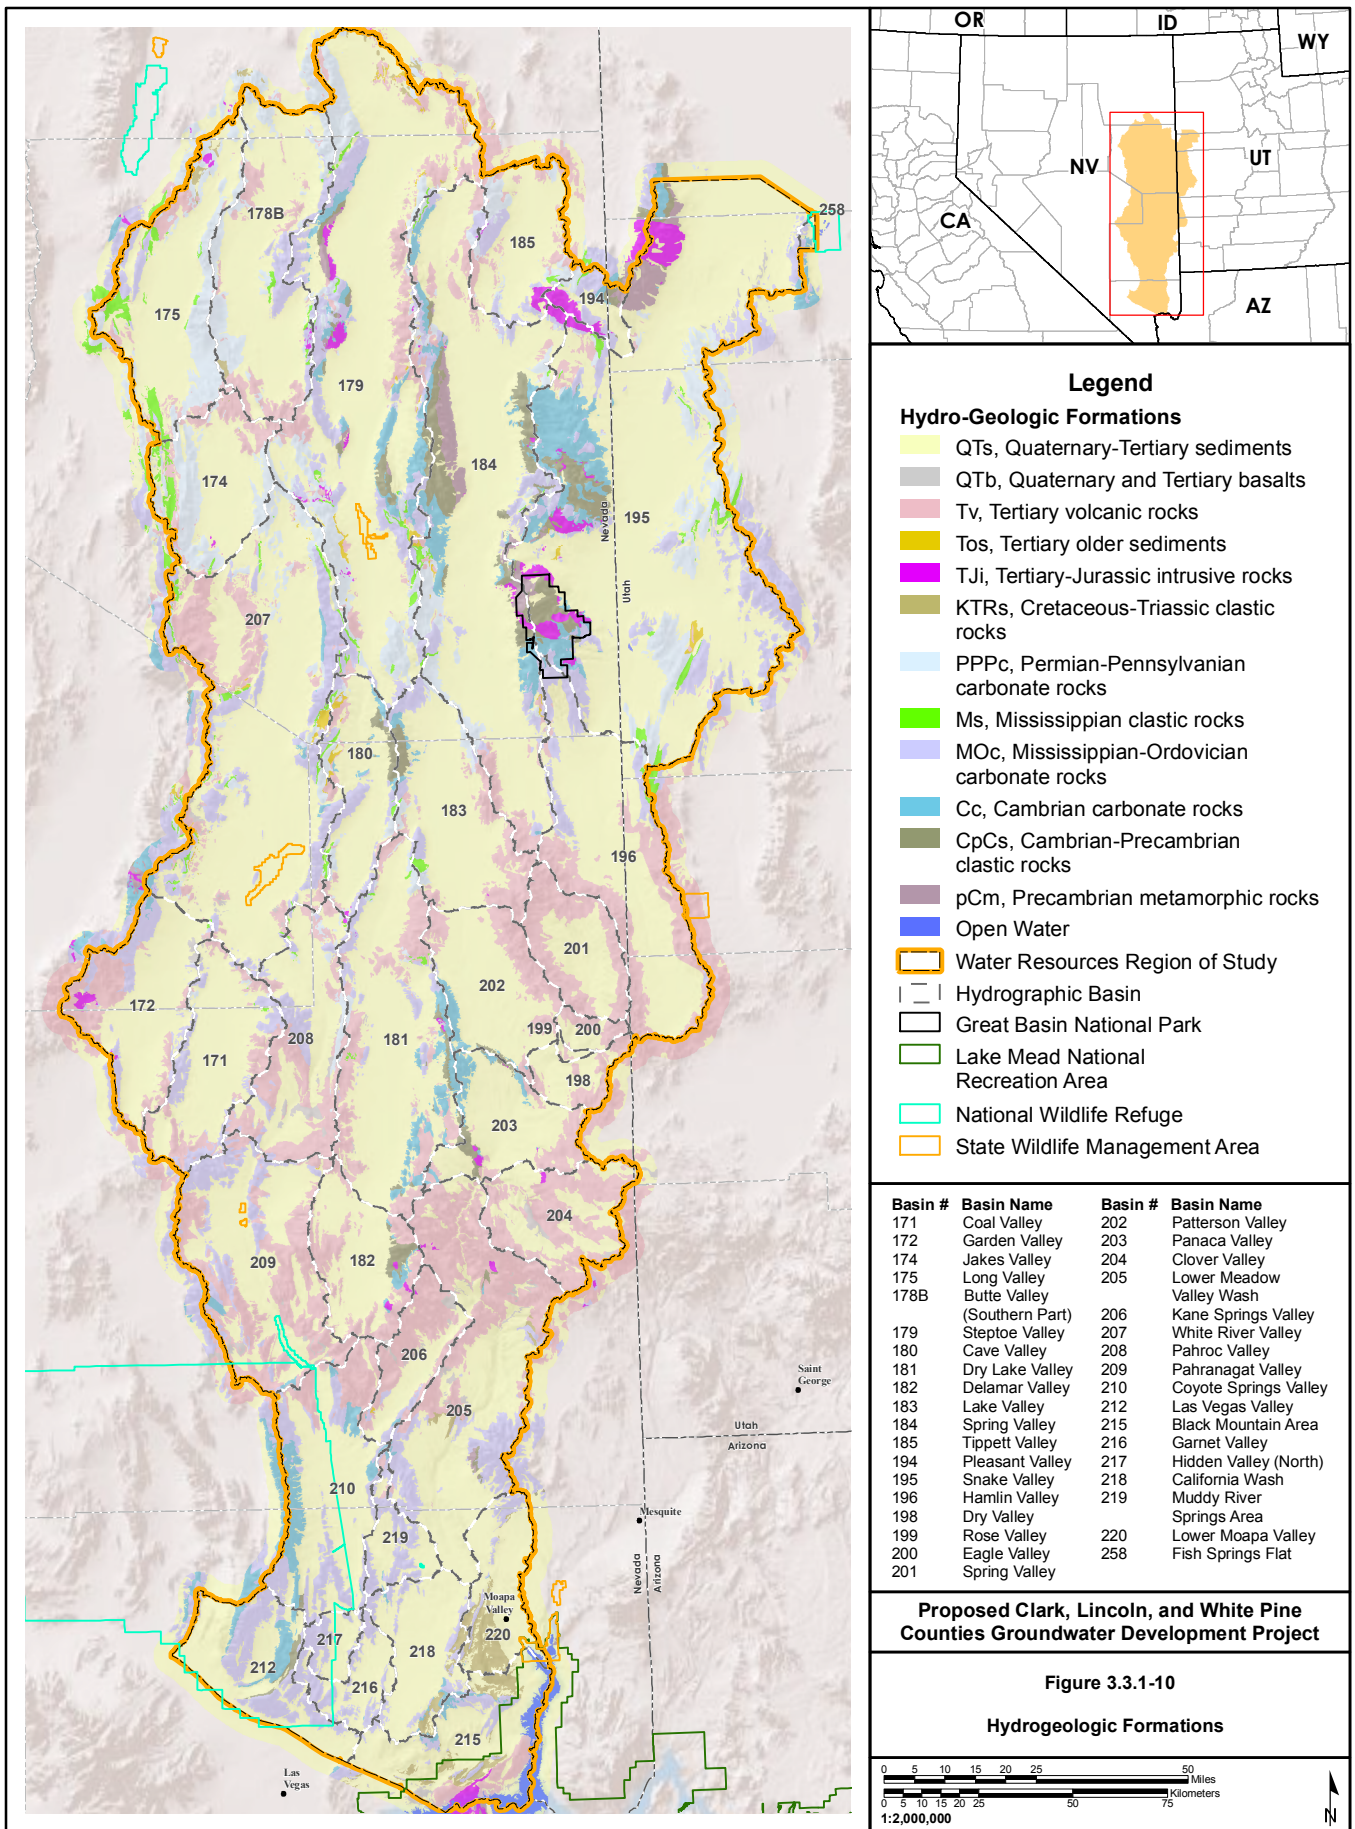 178B
185
258
175
194
179
184
174
195
Nevada
Utah
207
180
183
196
201
202
172
199
200
208
181
171
198
203
204
209
182
206
205
Saint
George
Utah
Arizona
210
Mesquite
219
Nevada
Arizona
Moapa
Valley
220
217
218
212
216
215
Las
Vegas
OR
ID
WY
NV
UT
CA
AZ
Legend
Hydro-Geologic Formations
QTs, Quaternary-Tertiary sediments
QTb, Quaternary and Tertiary basalts
Tv, Tertiary volcanic rocks
Tos, Tertiary older sediments
TJi, Tertiary-Jurassic intrusive rocks
KTRs, Cretaceous-Triassic clastic
rocks
PPPc, Permian-Pennsylvanian
carbonate rocks
Ms, Mississippian clastic rocks
MOc, Mississippian-Ordovician
carbonate rocks
Cc, Cambrian carbonate rocks
CpCs, Cambrian-Precambrian
clastic rocks
pCm, Precambrian metamorphic rocks
Open Water
Water Resources Region of Study
Hydrographic Basin
Great Basin National Park
Lake Mead National
Recreation Area
National Wildlife Refuge
State Wildlife Management Area
Basin # Basin Name Basin # Basin Name
171 Coal Valley 202 Patterson Valley
172 Garden Valley 203 Panaca Valley
174 Jakes Valley 204 Clover Valley
175 Long Valley 205 Lower Meadow
178B Butte Valley Valley Wash
(Southern Part) 206 Kane Springs Valley
179 Steptoe Valley 207 White River Valley
180 Cave Valley 208 Pahroc Valley
181 Dry Lake Valley 209 Pahranagat Valley
182 Delamar Valley 210 Coyote Springs Valley
183 Lake Valley 212 Las Vegas Valley
184 Spring Valley 215 Black Mountain Area
185 Tippett Valley 216 Garnet Valley
194 Pleasant Valley 217 Hidden Valley (North)
195 Snake Valley 218 California Wash
196 Hamlin Valley 219 Muddy River
198 Dry Valley Springs Area
199 Rose Valley 220 Lower Moapa Valley
200 Eagle Valley 258 Fish Springs Flat
201 Spring Valley
Proposed Clark, Lincoln, and White Pine
Counties Groundwater Development Project
Figure 3.3.1-10
Hydrogeologic Formations
0 5 10 15 20 25 50
Miles
Kilometers
0 5 10 15 20 25 50 75
1:2,000,000
N